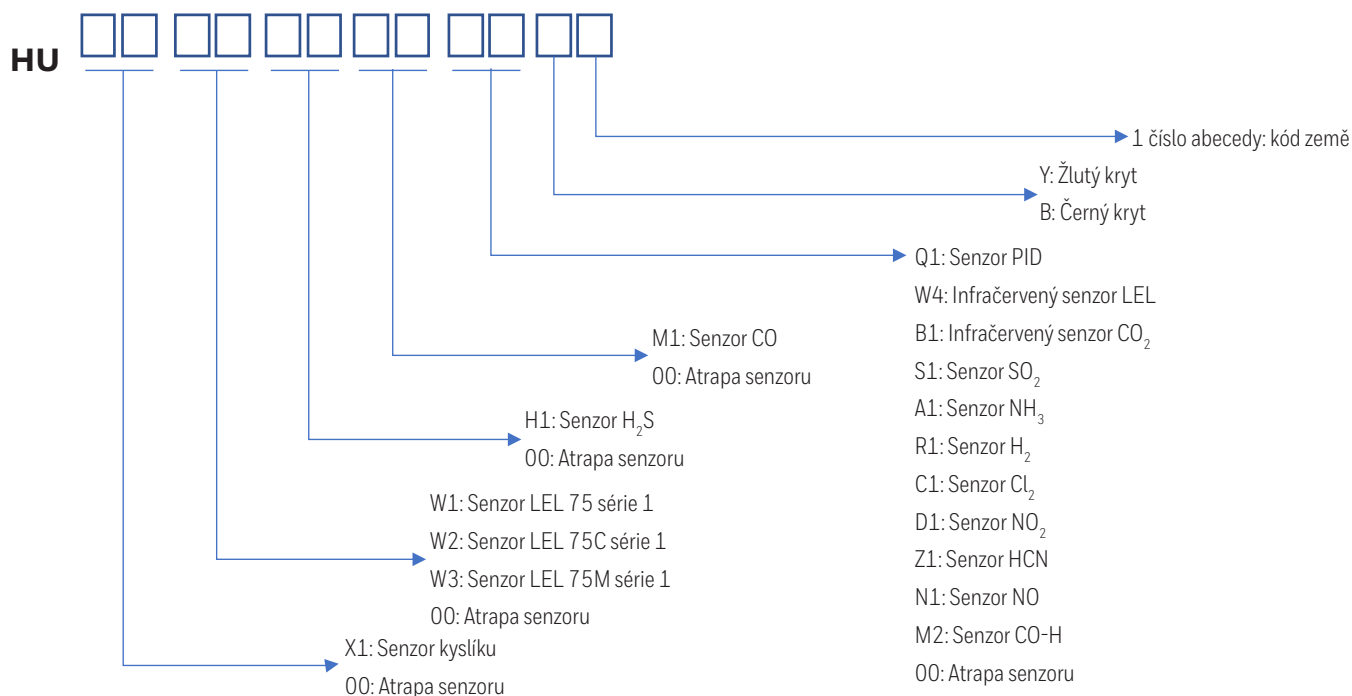 HU
1 číslo abecedy: kód země
Y: Žlutý kryt
B: Černý kryt
Q1: Senzor PID
W4: Infračervený senzor LEL
B1: Infračervený senzor CO₂
S1: Senzor SO₂
A1: Senzor NH₃
R1: Senzor H₂
C1: Senzor Cl₂
D1: Senzor NO₂
Z1: Senzor HCN
N1: Senzor NO
M2: Senzor CO-H
00: Atrapa senzoru
M1: Senzor CO
00: Atrapa senzoru
H1: Senzor H₂S
00: Atrapa senzoru
W1: Senzor LEL 75 série 1
W2: Senzor LEL 75C série 1
W3: Senzor LEL 75M série 1
00: Atrapa senzoru
X1: Senzor kyslíku
00: Atrapa senzoru